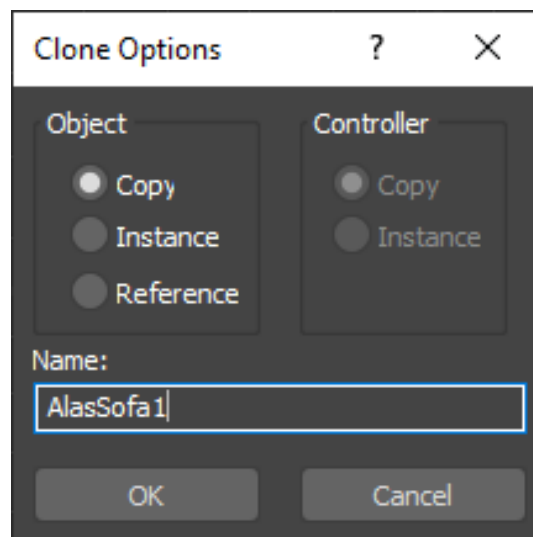 Clone Options ?
Object Controller
Copy Copy
Instance Instance
Reference
Name:
AlasSofa1
OK Cancel